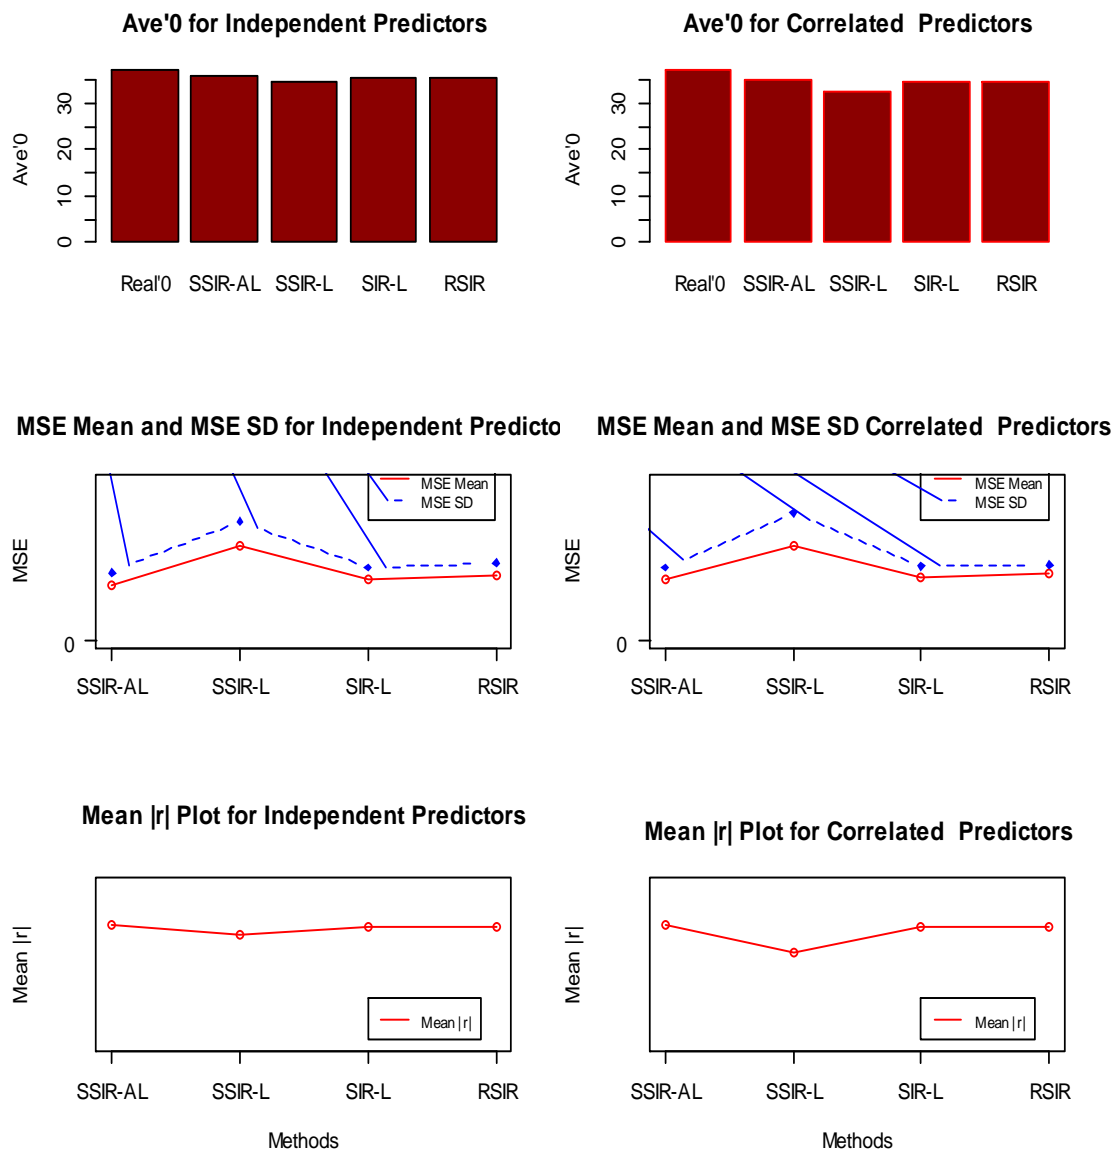 Ave'0 for Independent Predictors
Ave'0
0
10
20
30
Real'0 SSIR-AL SSIR-L SIR-L RSIR
Ave'0 for Correlated Predictors
Ave'0
0
10
20
30
Real'0 SSIR-AL SSIR-L SIR-L RSIR
MSE Mean and MSE SD for Independent Predicto
MSE Mean
MSE SD
MSE
0
SSIR-AL SSIR-L SIR-L RSIR
MSE Mean and MSE SD Correlated Predictors
MSE Mean
MSE SD
MSE
0
SSIR-AL SSIR-L SIR-L RSIR
Mean |r| Plot for Independent Predictors
Mean |r|
Mean |r|
SSIR-AL SSIR-L SIR-L RSIR
Methods
Mean |r| Plot for Correlated Predictors
Mean |r|
Mean |r|
SSIR-AL SSIR-L SIR-L RSIR
Methods